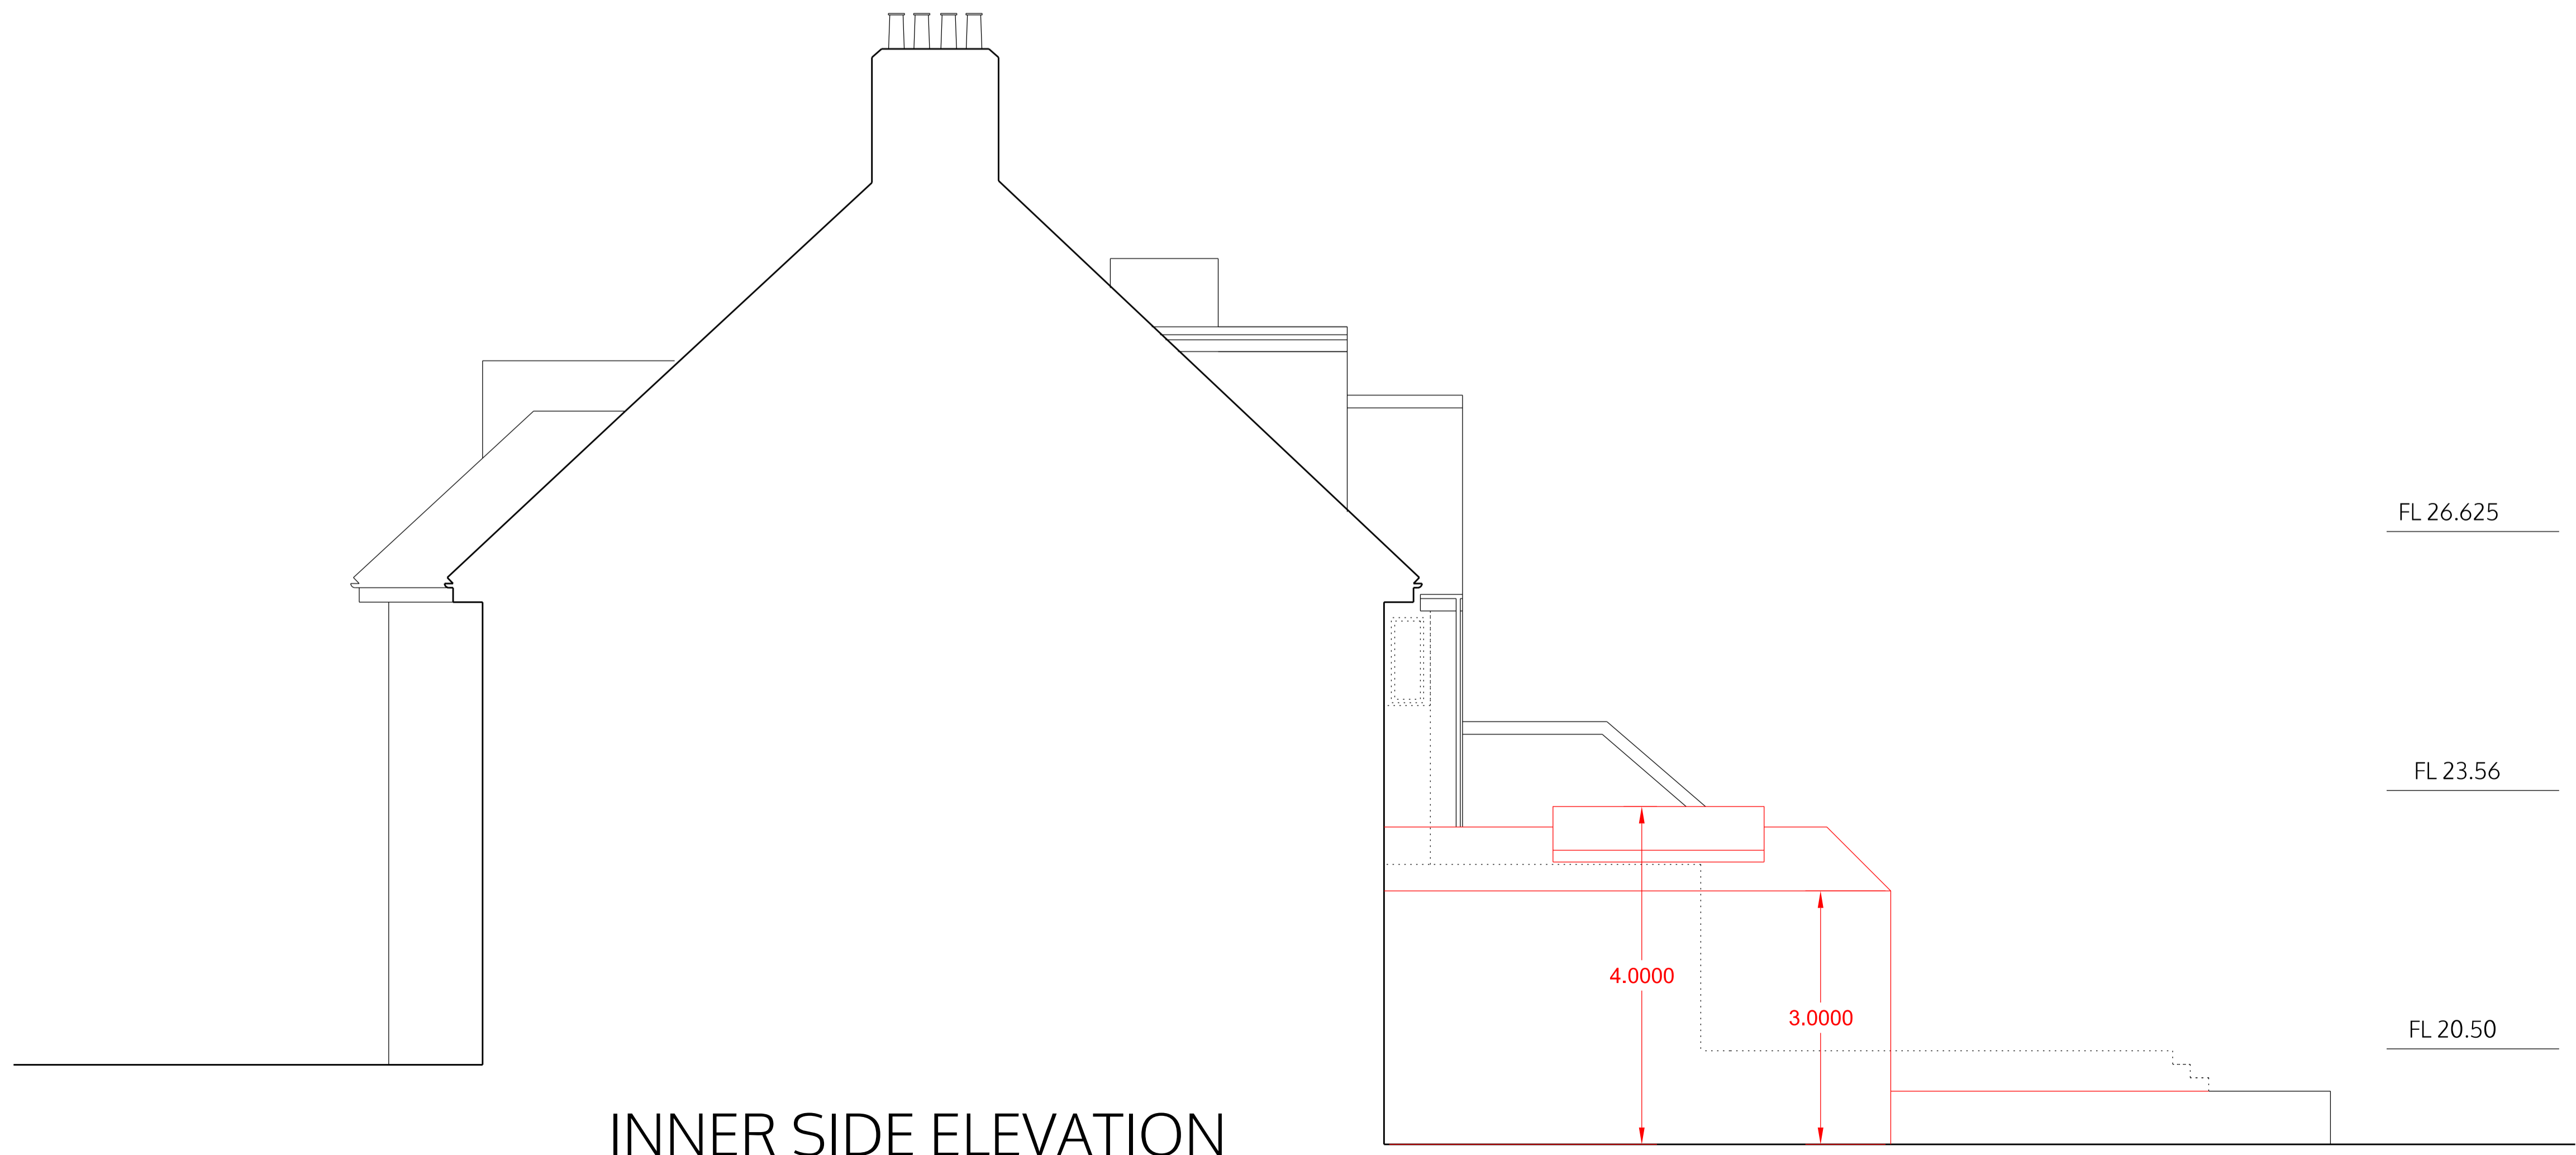 FL 26.625
FL 23.56
4.0000
3.0000
FL 20.50
INNER SIDE ELEVATION